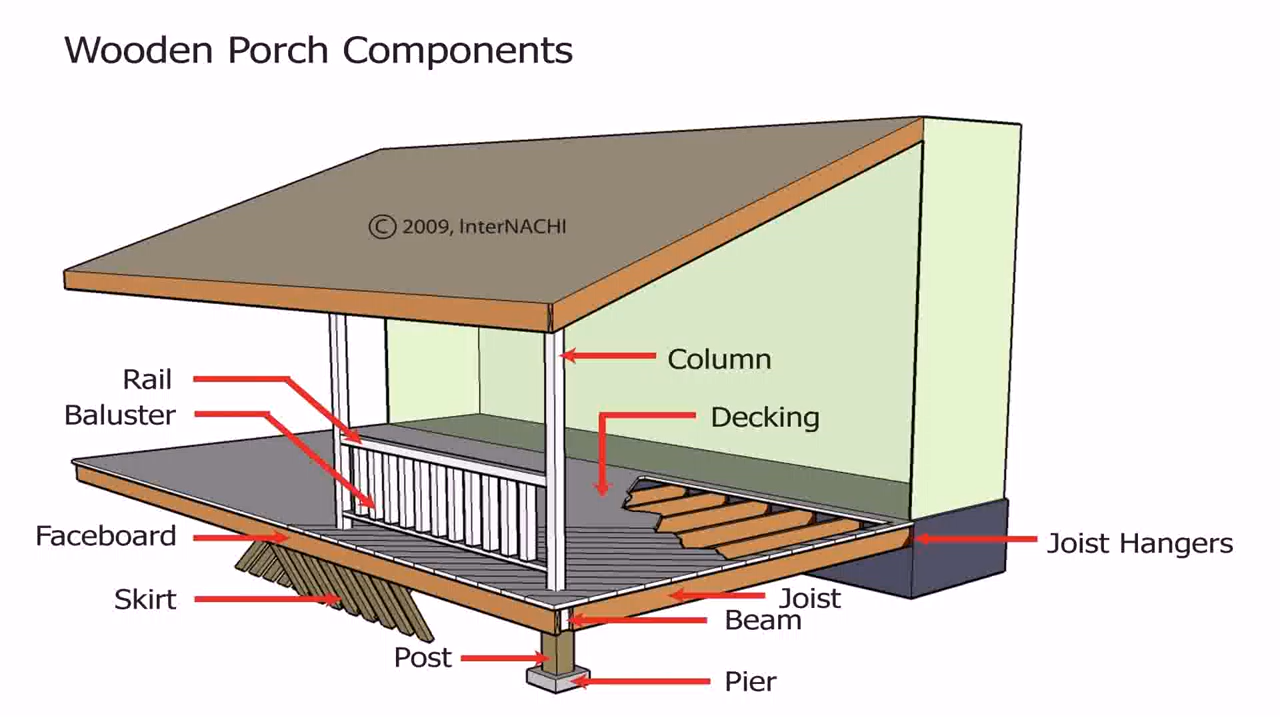 Wooden Porch Components
© 2009, InterNACHI
Column
Rail
Baluster
Decking
Faceboard
Joist Hangers
Skirt
Joist
Beam
Post
Pier